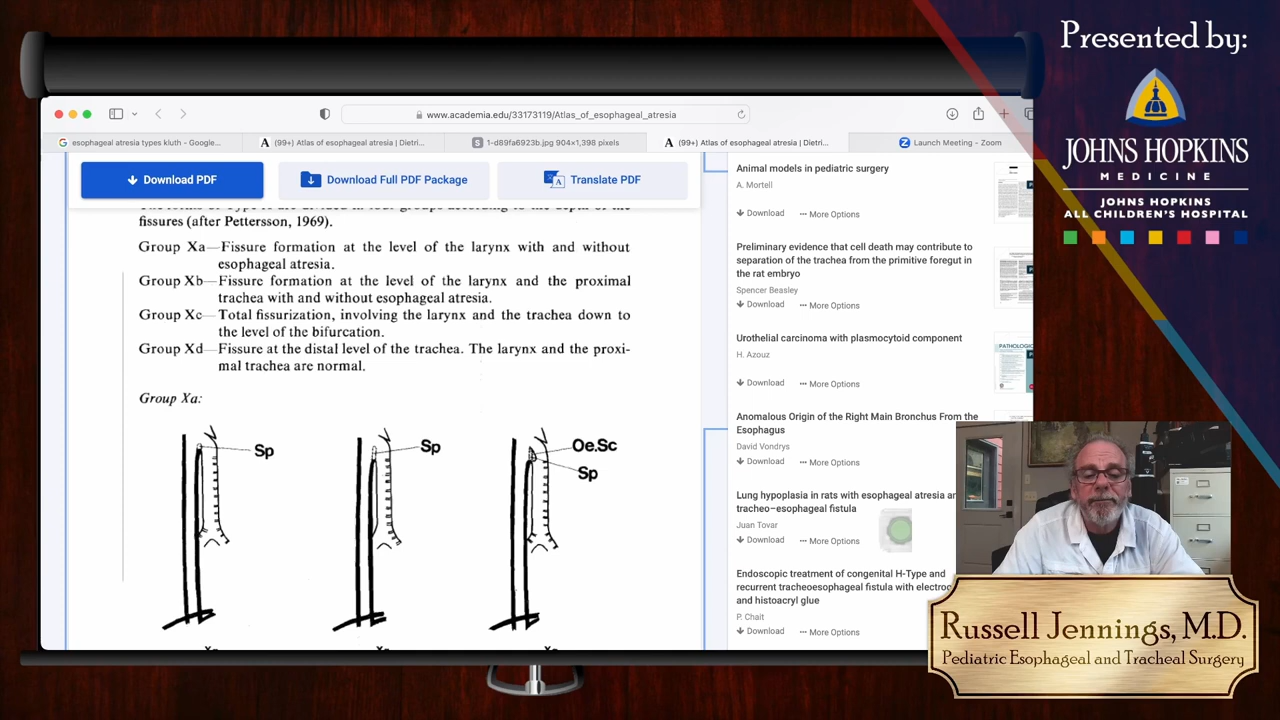 Presented by:
JOHNS HOPKINS
MEDICINE
JOHNS HOPKINS
ALL CHILDREN'S HOSPITAL
www.academia.edu/33173119/Atlas_of_esophageal_atresia
esophageal atresia types kluth - Google...
(99+) Atlas of esophageal atresia | Dietri...
1-d89fa6923b.jpg 904×1,398 pixels
(99+) Atlas of esophageal atresia | Dietri...
Launch Meeting - Zoom
Download PDF
Download Full PDF Package
Translate PDF
fissures (after Pettersson, 1969).
Group Xa—Fissure formation at the level of the larynx with and without
esophageal atresia.
Group Xb—Fissure formation at the level of the larynx and the proximal
trachea with and without esophageal atresia.
Group Xc—Total fissurization, involving the larynx and the trachea down to
the level of the bifurcation.
Group Xd—Fissure at the distal level of the trachea. The larynx and the proxi-
mal trachea are normal.
Group Xa:
Sp
Sp
Oe.Sc
Sp
Animal models in pediatric surgery
A. Mortell
Download
••• More Options
Preliminary evidence that cell death may contribute to
separation of the trachea from the primitive foregut in
the rat embryo
Spencer Beasley
Download
••• More Options
Urothelial carcinoma with plasmocytoid component
H. Azouz
Download
••• More Options
Anomalous Origin of the Right Main Bronchus From the
Esophagus
David Vondrys
Download
••• More Options
Lung hypoplasia in rats with esophageal atresia an
tracheo–esophageal fistula
Juan Tovar
Download
••• More Options
Endoscopic treatment of congenital H-Type and
recurrent tracheoesophageal fistula with electroc
and histoacryl glue
P. Chait
Download
••• More Options
Russell Jennings, M.D.
Pediatric Esophageal and Tracheal Surgery